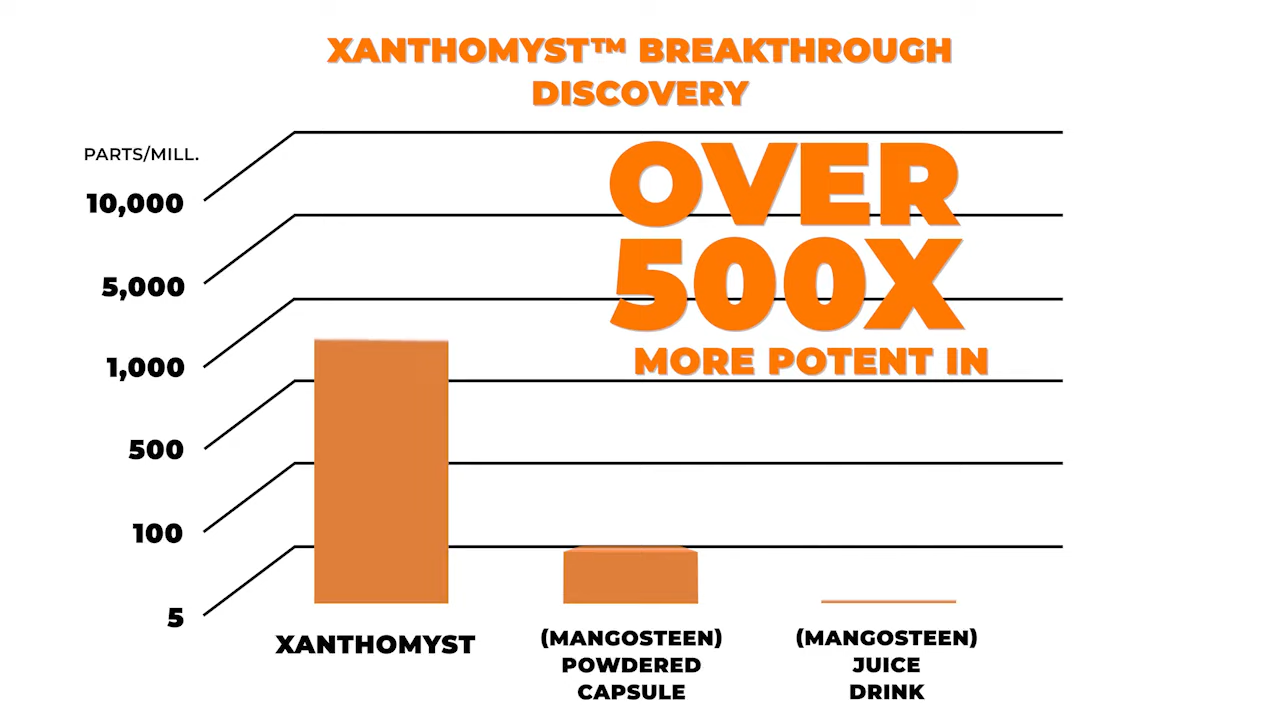 XANTHOMYST™ BREAKTHROUGH
DISCOVERY
PARTS/MILL.
10,000
5,000
1,000
500
100
5
OVER
500X
MORE POTENT IN
XANTHOMYST
(MANGOSTEEN)
POWDERED
CAPSULE
(MANGOSTEEN)
JUICE
DRINK